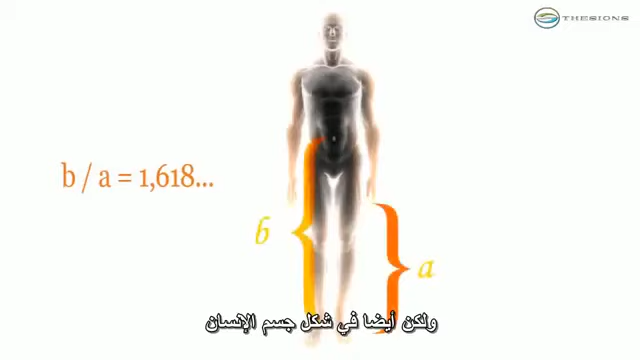 THESIONS
b / a = 1,618...
b
a
ولكن أيضا في شكل جسم الإنسان